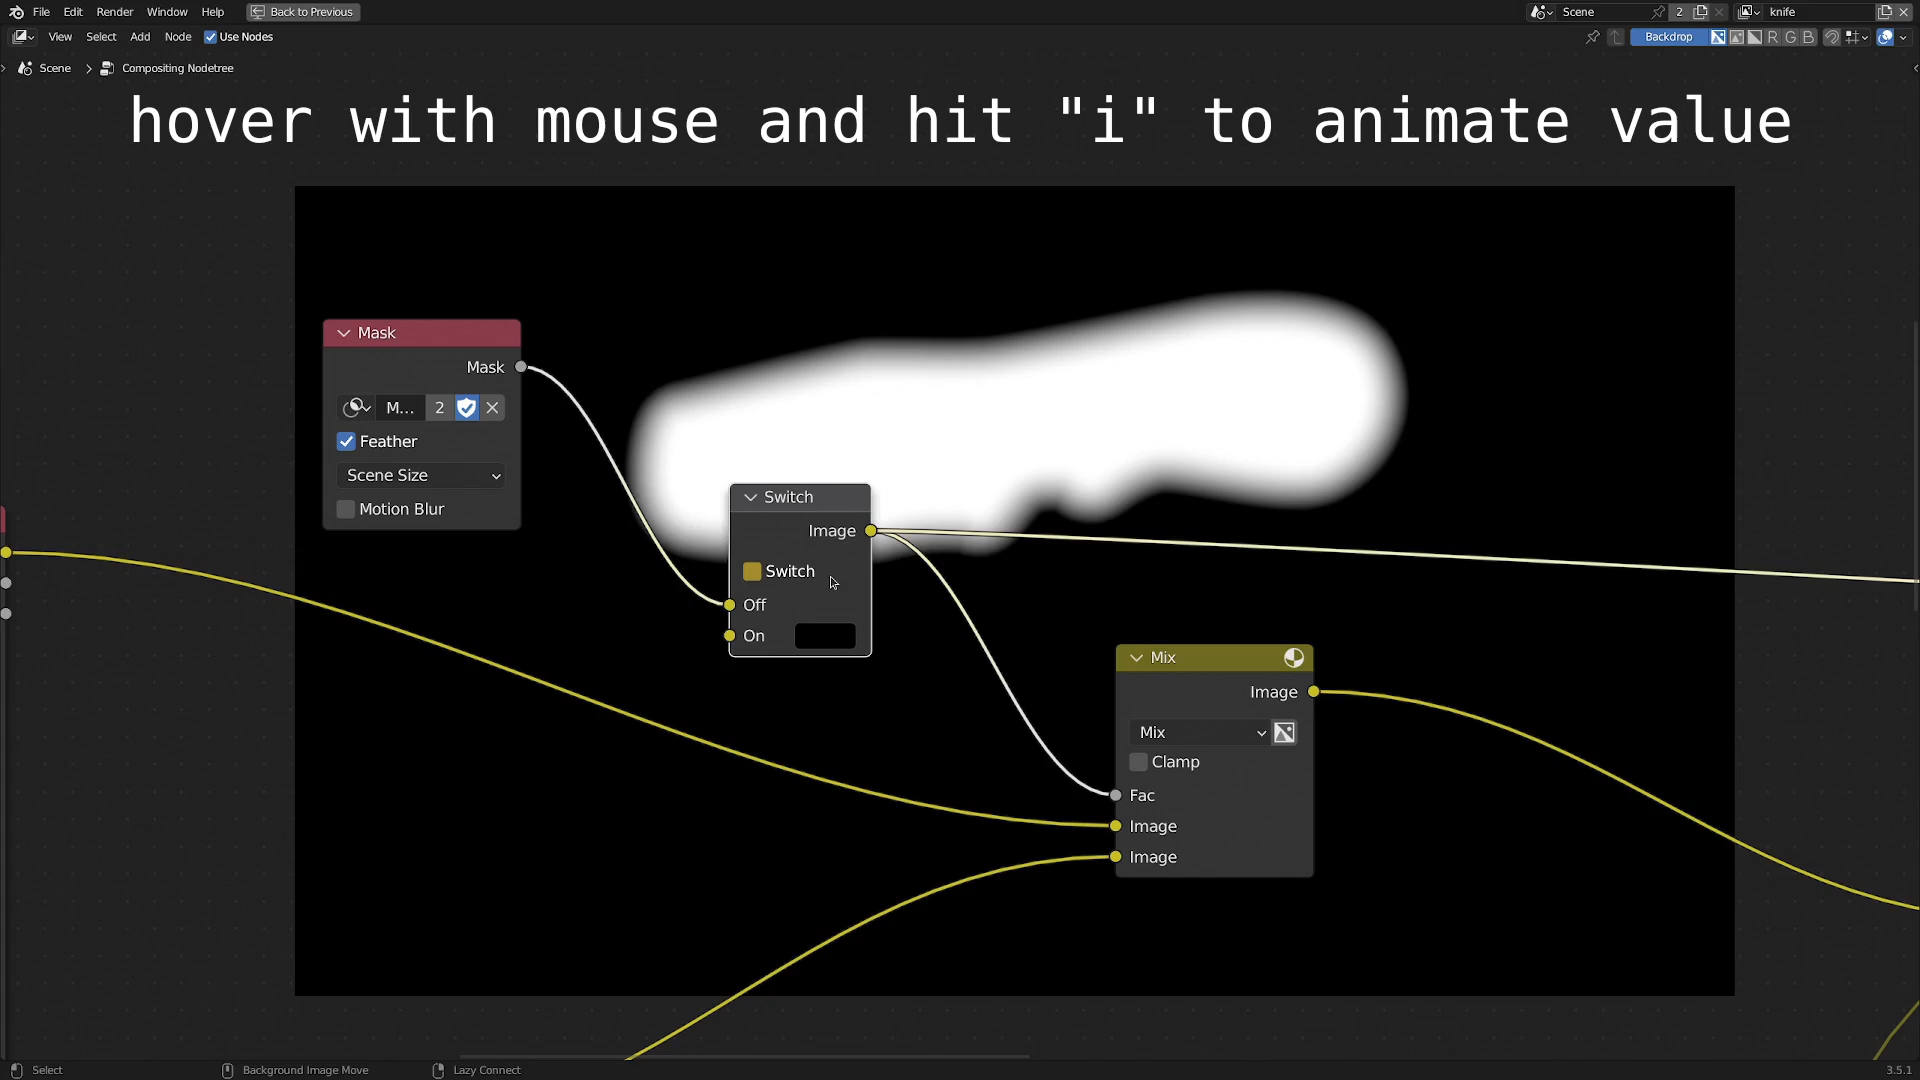 File Edit Render Window Help Back to Previous Scene 2 knife
View Select Add Node Use Nodes Backdrop R G B
Scene Compositing Nodetree
hover with mouse and hit "i" to animate value
Mask
Mask
M... 2
Feather
Scene Size
Motion Blur
Switch
Image
Switch
Off
On
Mix
Image
Mix
Clamp
Fac
Image
Image
Select Background Image Move Lazy Connect 3.5.1